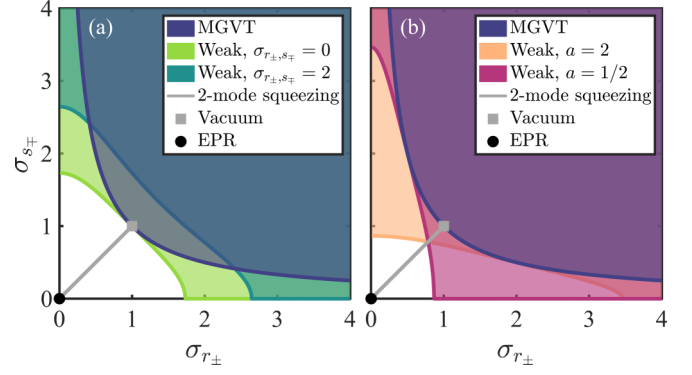 (a)
MGVT
Weak, σ_{r±,s∓} = 0
Weak, σ_{r±,s∓} = 2
2-mode squeezing
Vacuum
EPR
4
3
2
1
0
σ_{s∓}
0 1 2 3 4
σ_{r±}
(b)
MGVT
Weak, a = 2
Weak, a = 1/2
2-mode squeezing
Vacuum
EPR
0 1 2 3 4
σ_{r±}